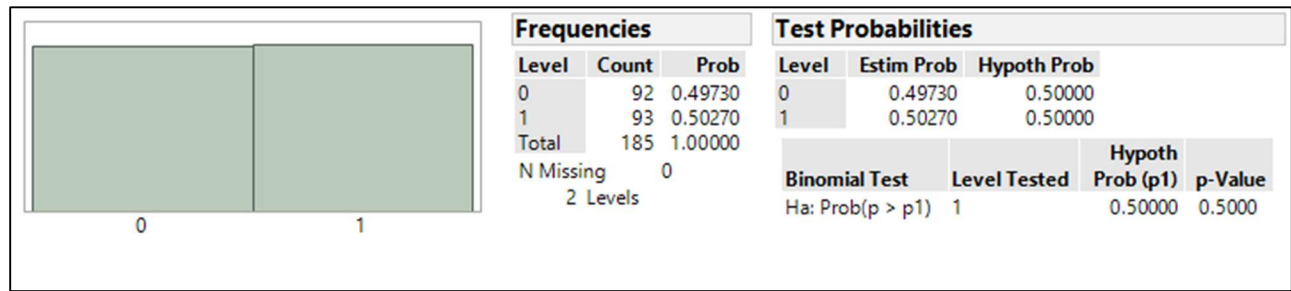 Frequencies
Level Count Prob
0 92 0.49730
1 93 0.50270
Total 185 1.00000
N Missing 0
2 Levels
Test Probabilities
Level Estim Prob Hypoth Prob
0 0.49730 0.50000
1 0.50270 0.50000
Hypoth
Binomial Test Level Tested Prob (p1) p-Value
Ha: Prob(p > p1) 1 0.50000 0.5000
0 1